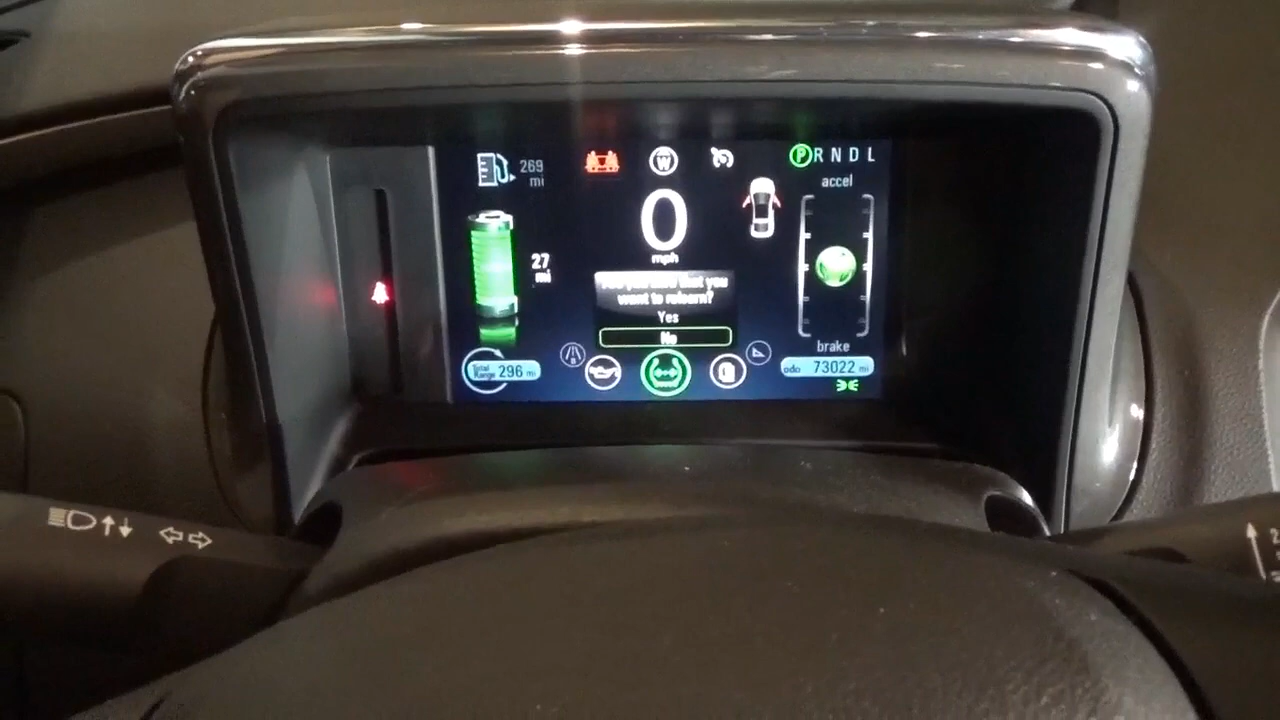 269
mi
W
P R N D L
accel
0
mph
27
mi
want to relearn?
Yes
No
brake
Total
Range 296 mi
odo 73022 mi
2